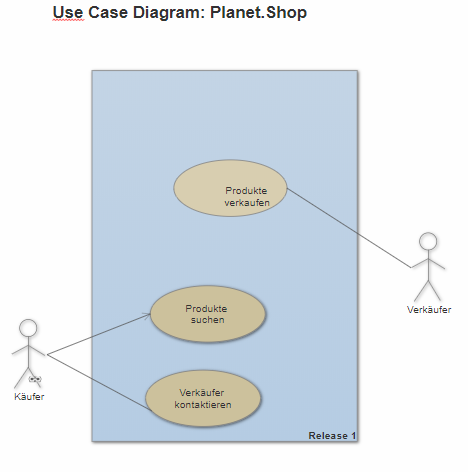 Use Case Diagram: Planet.Shop
Produkte
verkaufen
Verkäufer
Produkte
suchen
Käufer
Verkäufer
kontaktieren
Release 1